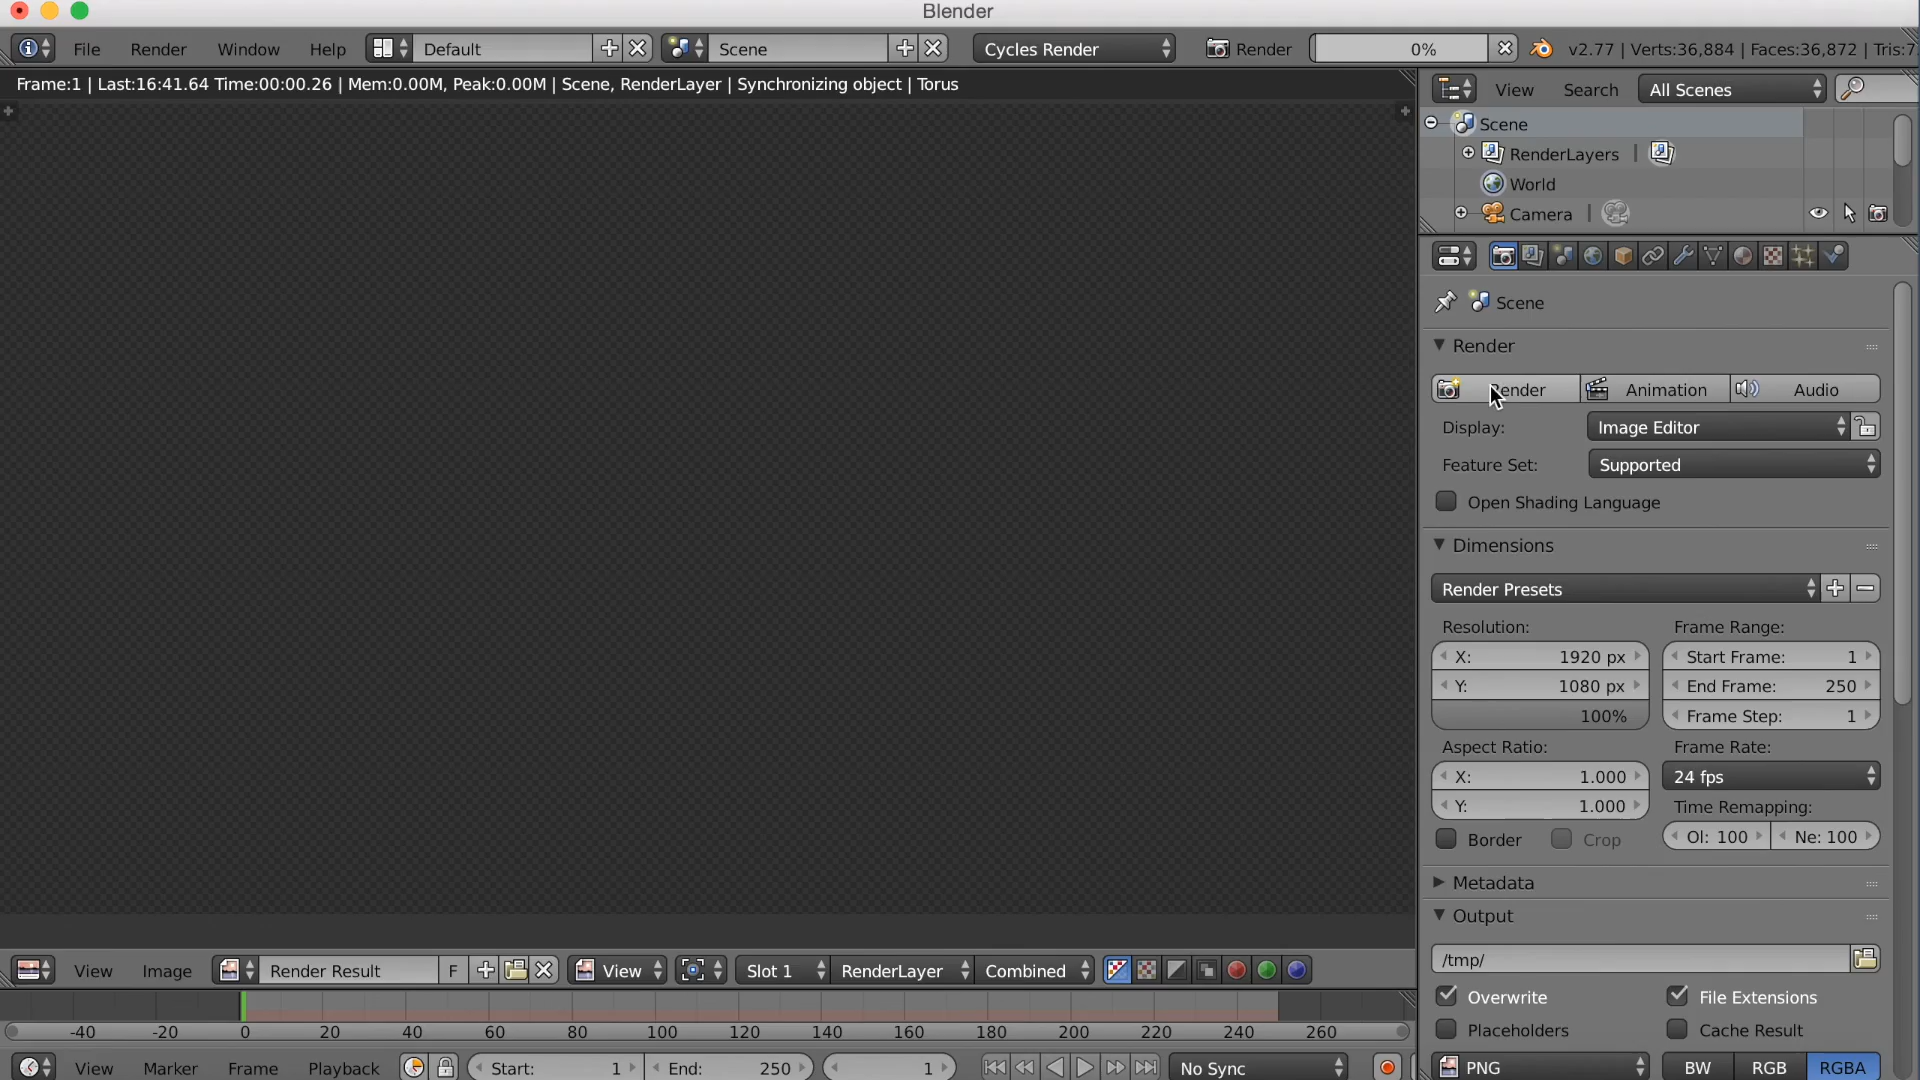 Blender
File Render Window Help Default Scene Cycles Render Render 0% v2.77 | Verts:36,884 | Faces:36,872 | Tris:7
Frame:1 | Last:16:41.64 Time:00:00.26 | Mem:0.00M, Peak:0.00M | Scene, RenderLayer | Synchronizing object | Torus
View Search All Scenes
Scene
RenderLayers |
World
Camera |
Scene
Render
Render Animation Audio
Display: Image Editor
Feature Set: Supported
Open Shading Language
Dimensions
Render Presets
Resolution: Frame Range:
X: 1920 px Start Frame: 1
Y: 1080 px End Frame: 250
100% Frame Step: 1
Aspect Ratio: Frame Rate:
X: 1.000 24 fps
Y: 1.000 Time Remapping:
Border Crop Ol: 100 Ne: 100
Metadata
Output
/tmp/
Overwrite File Extensions
Placeholders Cache Result
PNG BW RGB RGBA
View Image Render Result F View Slot 1 RenderLayer Combined
-40 -20 0 20 40 60 80 100 120 140 160 180 200 220 240 260
View Marker Frame Playback Start: 1 End: 250 1 No Sync